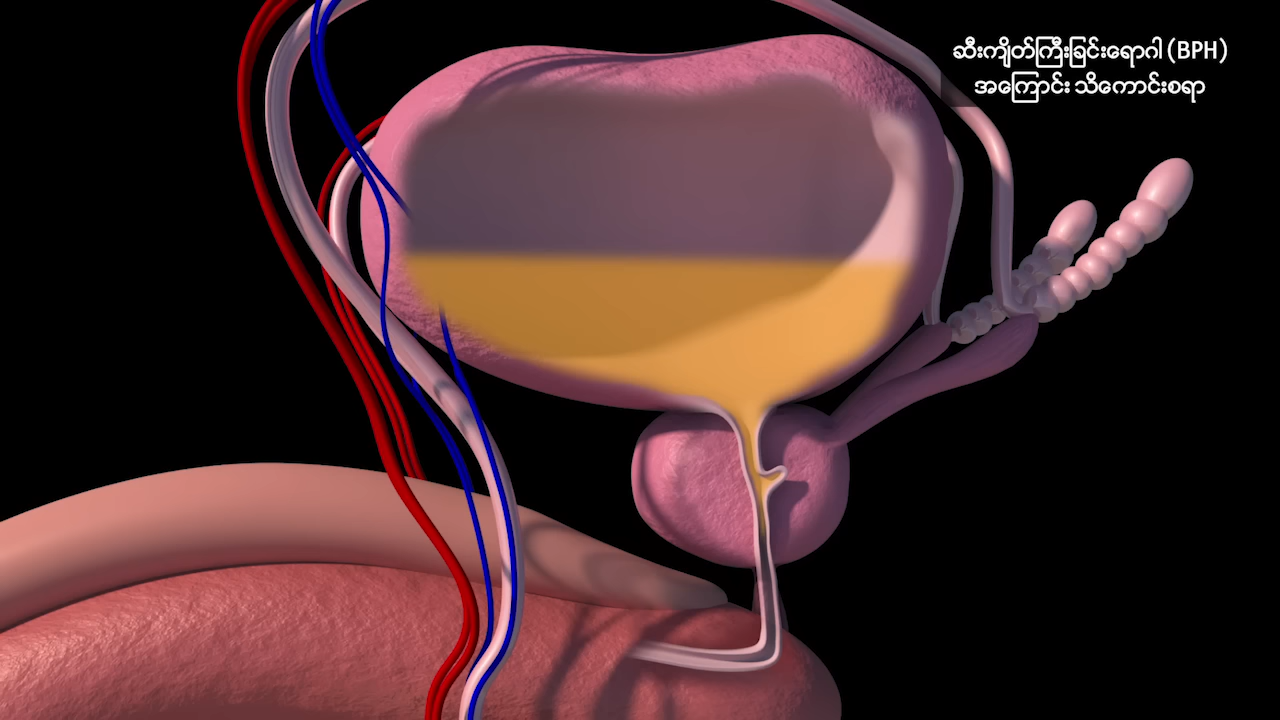 ဆီးကျိတ်ကြီးခြင်းရောဂါ (BPH)
အကြောင်း သိကောင်းစရာ